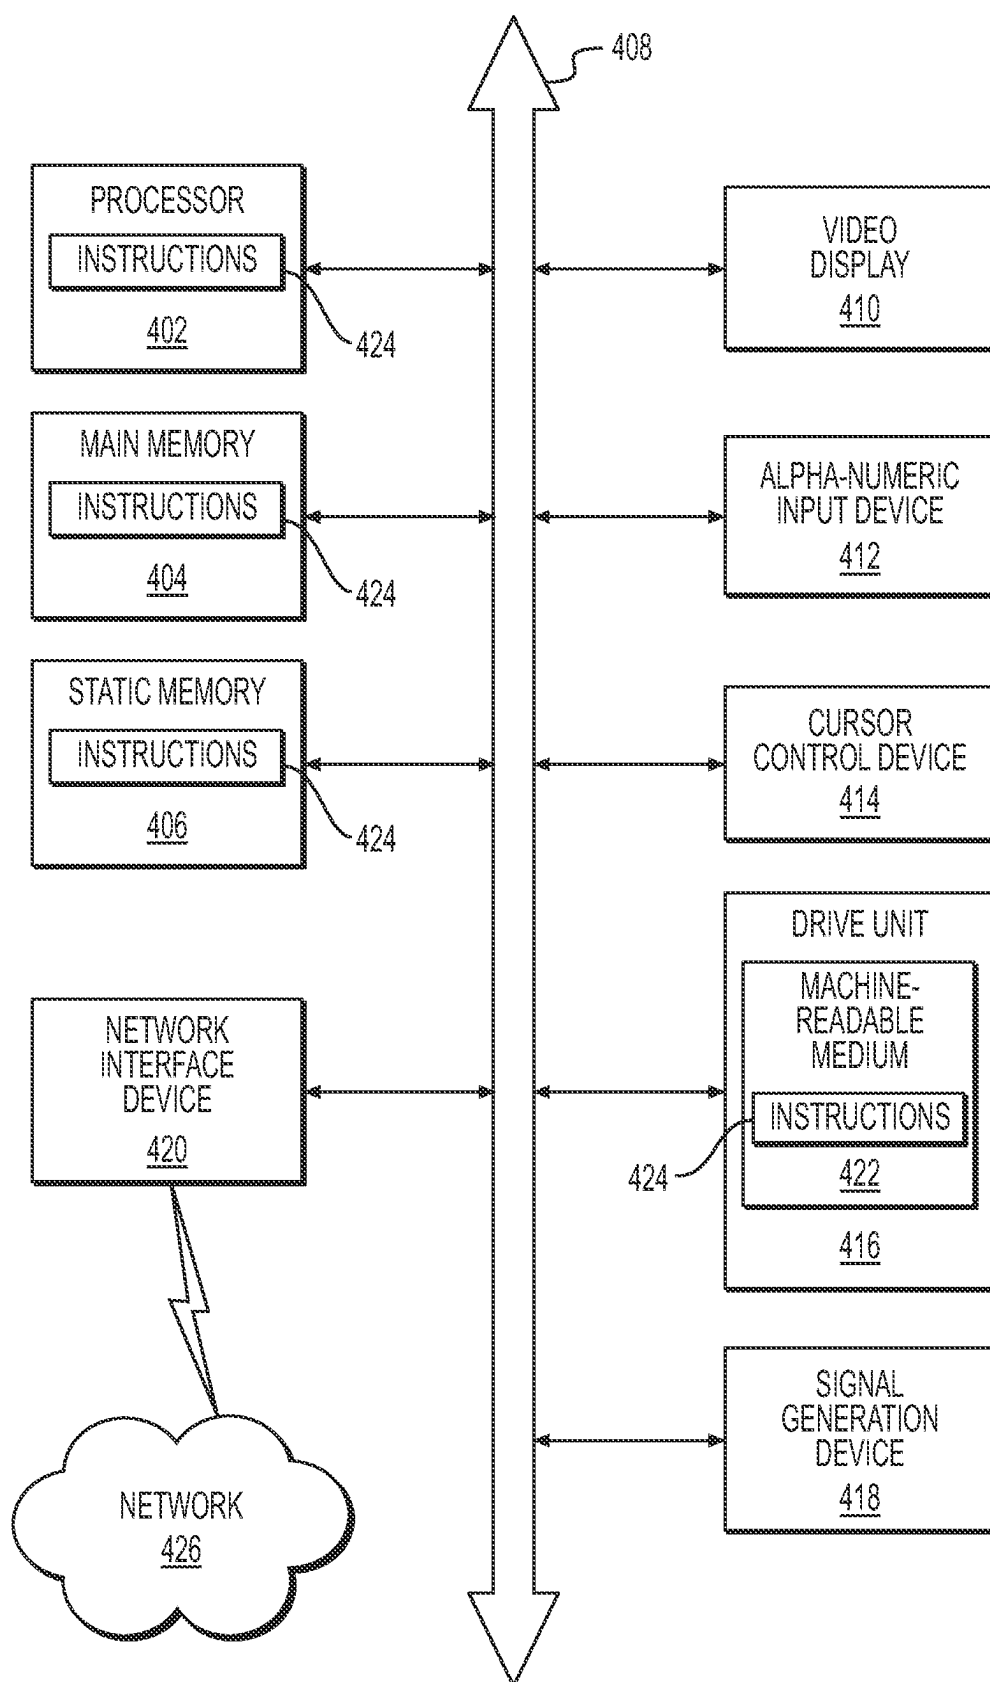 408
PROCESSOR
INSTRUCTIONS
402
424
MAIN MEMORY
INSTRUCTIONS
404
424
STATIC MEMORY
INSTRUCTIONS
406
424
NETWORK
INTERFACE
DEVICE
420
NETWORK
426
VIDEO
DISPLAY
410
ALPHA-NUMERIC
INPUT DEVICE
412
CURSOR
CONTROL DEVICE
414
DRIVE UNIT
MACHINE-
READABLE
MEDIUM
INSTRUCTIONS
424
422
416
SIGNAL
GENERATION
DEVICE
418